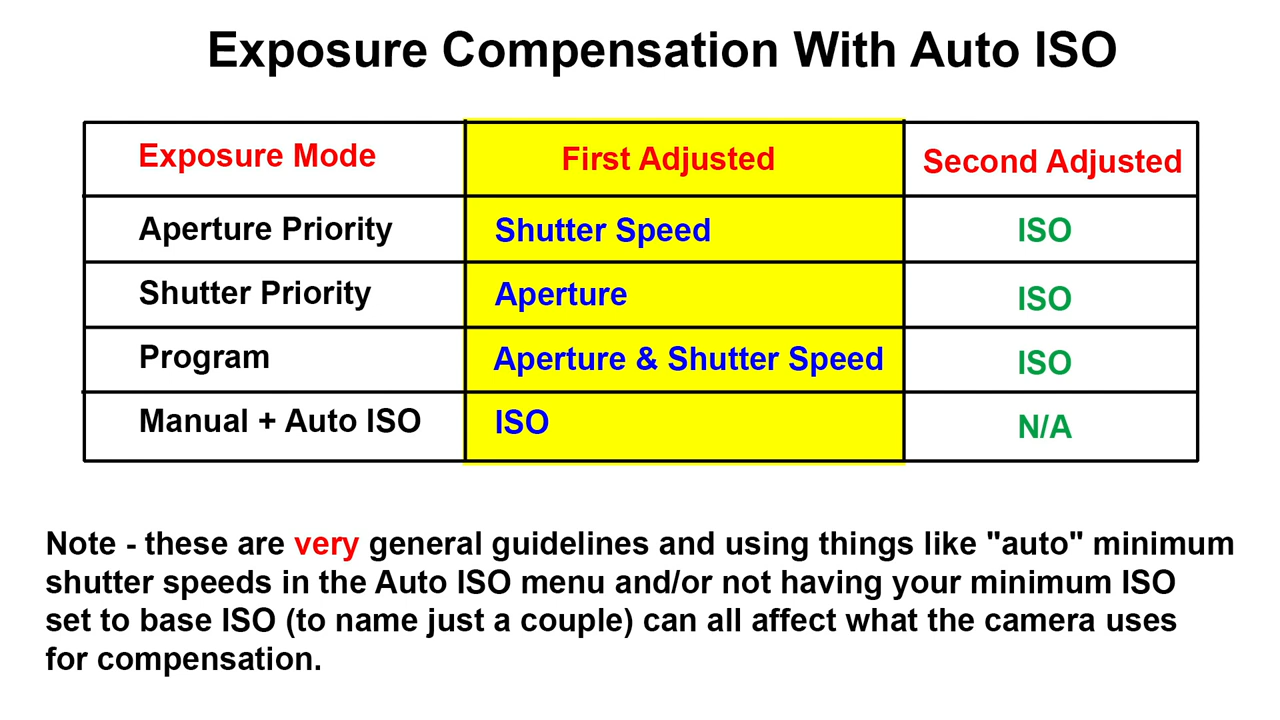 Exposure Compensation With Auto ISO
Exposure Mode First Adjusted Second Adjusted
Aperture Priority Shutter Speed ISO
Shutter Priority Aperture ISO
Program Aperture & Shutter Speed ISO
Manual + Auto ISO ISO N/A
Note - these are very general guidelines and using things like "auto" minimum
shutter speeds in the Auto ISO menu and/or not having your minimum ISO
set to base ISO (to name just a couple) can all affect what the camera uses
for compensation.